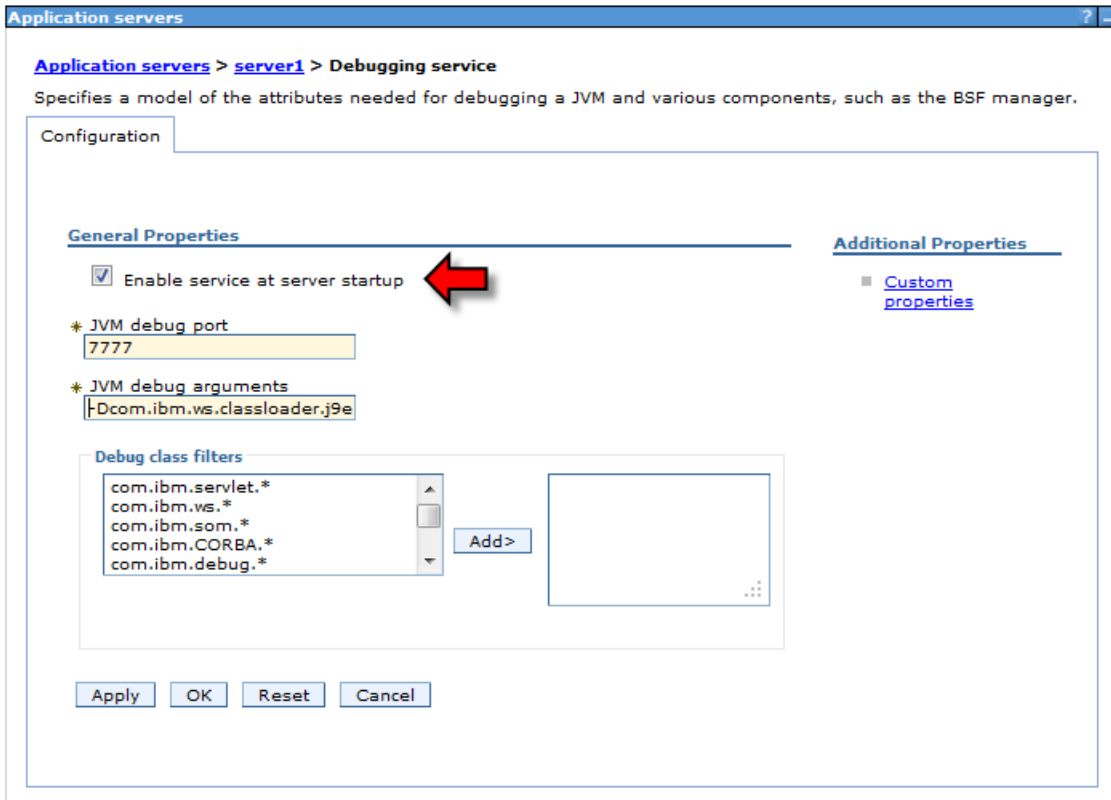 Application servers ? –
Application servers > server1 > Debugging service
Specifies a model of the attributes needed for debugging a JVM and various components, such as the BSF manager.
Configuration
General Properties
Enable service at server startup
* JVM debug port
7777
* JVM debug arguments
-Dcom.ibm.ws.classloader.j9e
Debug class filters
com.ibm.servlet.*
com.ibm.ws.*
com.ibm.som.*
com.ibm.CORBA.*
com.ibm.debug.*
Add>
Apply OK Reset Cancel
Additional Properties
Custom
properties